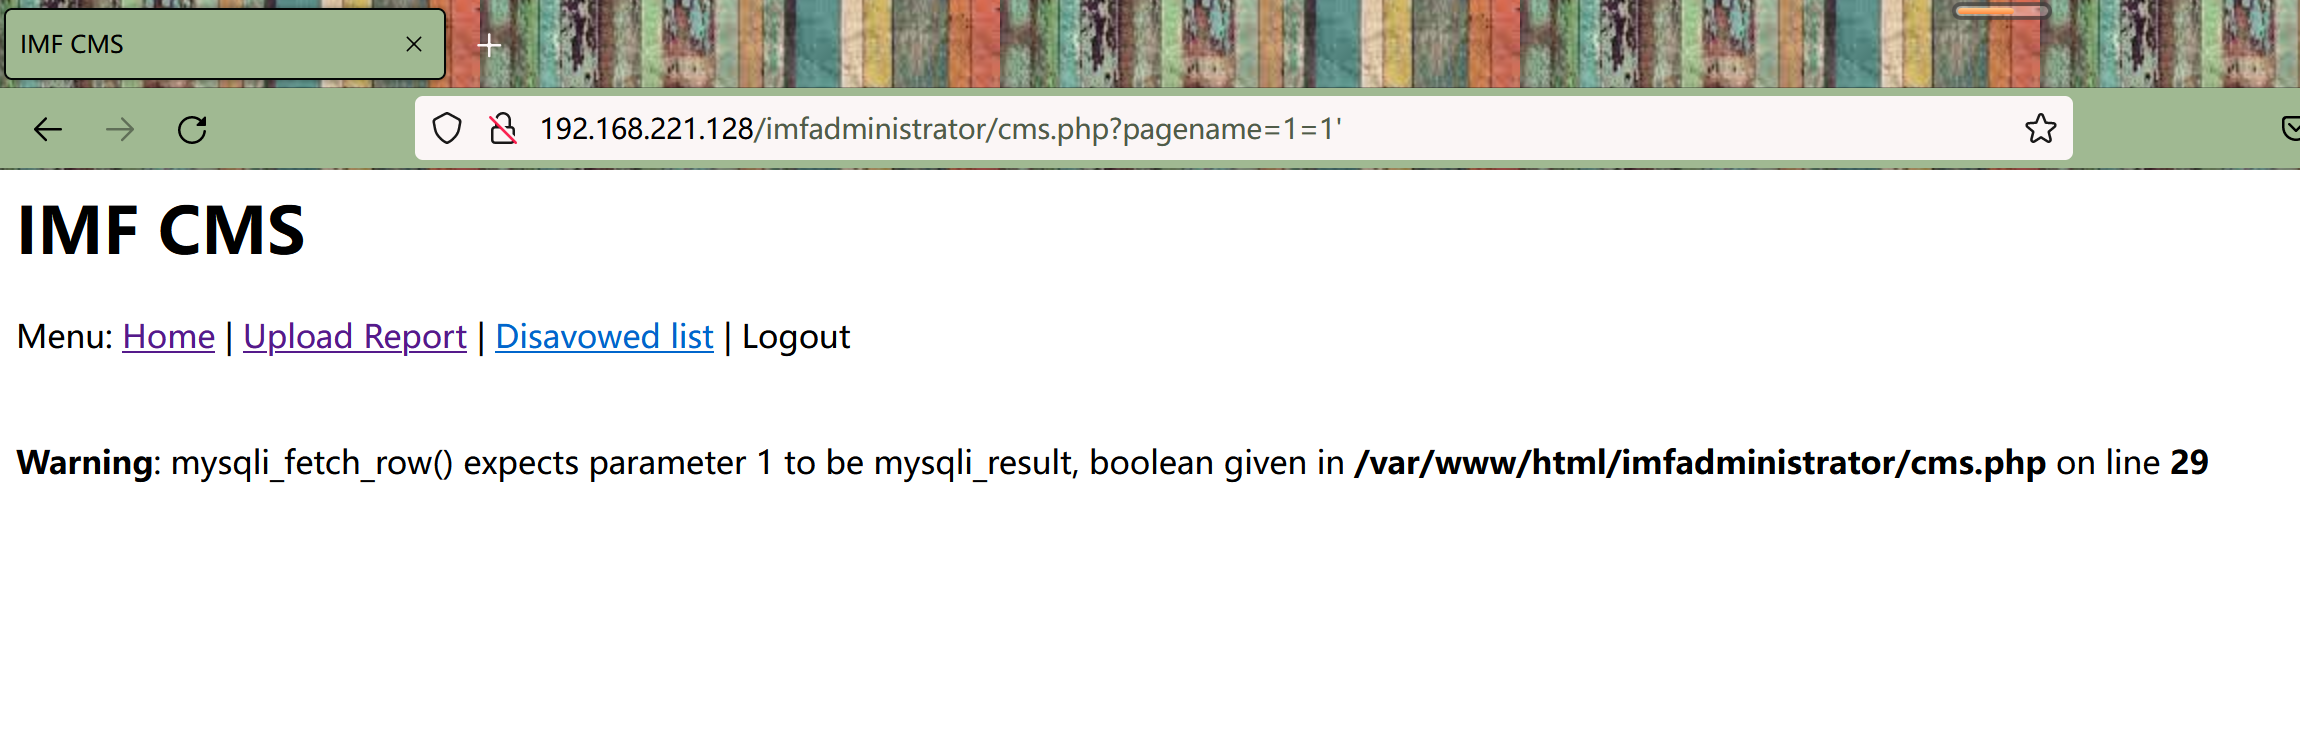 IMF CMS
192.168.221.128/imfadministrator/cms.php?pagename=1=1'
IMF CMS
Menu: Home | Upload Report | Disavowed list | Logout
Warning: mysqli_fetch_row() expects parameter 1 to be mysqli_result, boolean given in /var/www/html/imfadministrator/cms.php on line 29